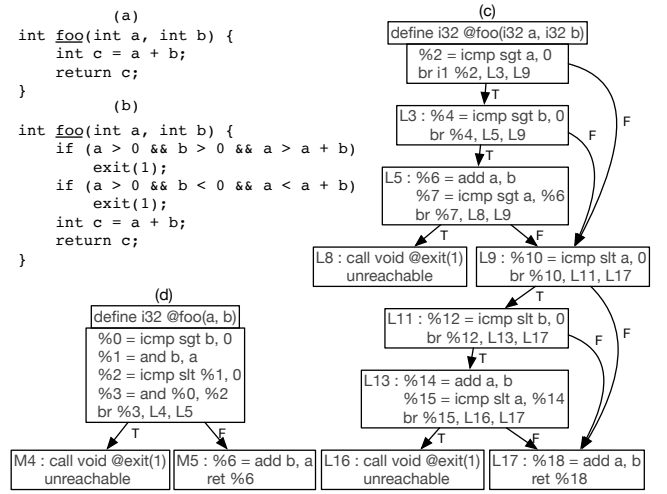 (a)
int foo(int a, int b) {
int c = a + b;
return c;
}
(b)
int foo(int a, int b) {
if (a > 0 && b > 0 && a > a + b)
exit(1);
if (a > 0 && b < 0 && a < a + b)
exit(1);
int c = a + b;
return c;
}
(c)
define i32 @foo(i32 a, i32 b)
%2 = icmp sgt a, 0
br i1 %2, L3, L9
T
F
L3 : %4 = icmp sgt b, 0
br %4, L5, L9
T
F
L5 : %6 = add a, b
%7 = icmp sgt a, %6
br %7, L8, L9
T
F
L8 : call void @exit(1)
unreachable
L9 : %10 = icmp slt a, 0
br %10, L11, L17
T
F
L11 : %12 = icmp slt b, 0
br %12, L13, L17
T
F
L13 : %14 = add a, b
%15 = icmp slt a, %14
br %15, L16, L17
T
F
L16 : call void @exit(1)
unreachable
L17 : %18 = add a, b
ret %18
(d)
define i32 @foo(a, b)
%0 = icmp sgt b, 0
%1 = and b, a
%2 = icmp slt %1, 0
%3 = and %0, %2
br %3, L4, L5
T
F
M4 : call void @exit(1)
unreachable
M5 : %6 = add b, a
ret %6